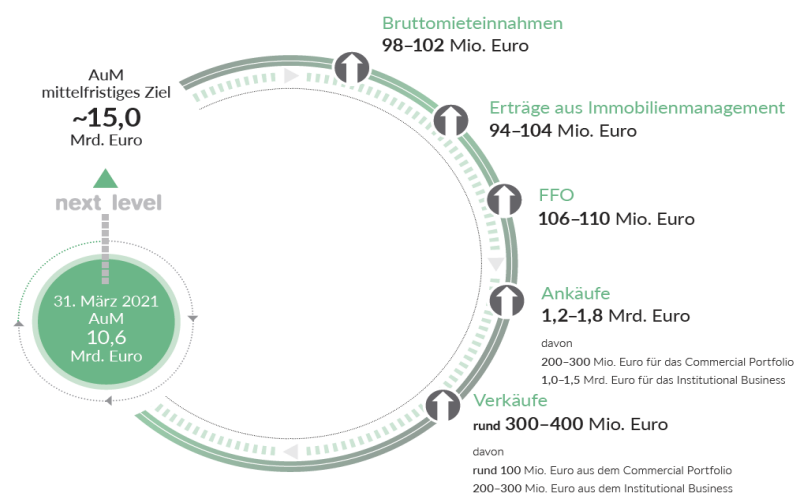 Bruttomieteinnahmen
98–102 Mio. Euro
AuM
mittelfristiges Ziel
~15,0
Mrd. Euro
Erträge aus Immobilienmanagement
94–104 Mio. Euro
FFO
106–110 Mio. Euro
next level
31. März 2021
AuM
10,6
Mrd. Euro
Ankäufe
1,2–1,8 Mrd. Euro
davon
200–300 Mio. Euro für das Commercial Portfolio
1,0–1,5 Mrd. Euro für das Institutional Business
Verkäufe
rund 300–400 Mio. Euro
davon
rund 100 Mio. Euro aus dem Commercial Portfolio
200–300 Mio. Euro aus dem Institutional Business